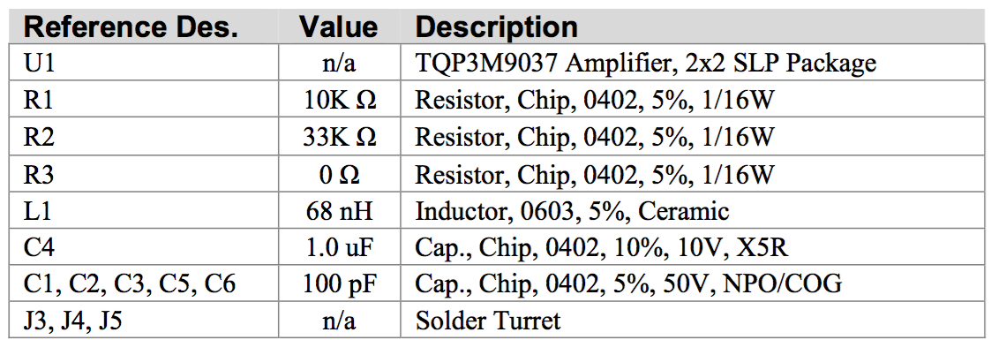 Reference Des. Value Description
U1 n/a TQP3M9037 Amplifier, 2x2 SLP Package
R1 10K Ω Resistor, Chip, 0402, 5%, 1/16W
R2 33K Ω Resistor, Chip, 0402, 5%, 1/16W
R3 0 Ω Resistor, Chip, 0402, 5%, 1/16W
L1 68 nH Inductor, 0603, 5%, Ceramic
C4 1.0 uF Cap., Chip, 0402, 10%, 10V, X5R
C1, C2, C3, C5, C6 100 pF Cap., Chip, 0402, 5%, 50V, NPO/COG
J3, J4, J5 n/a Solder Turret